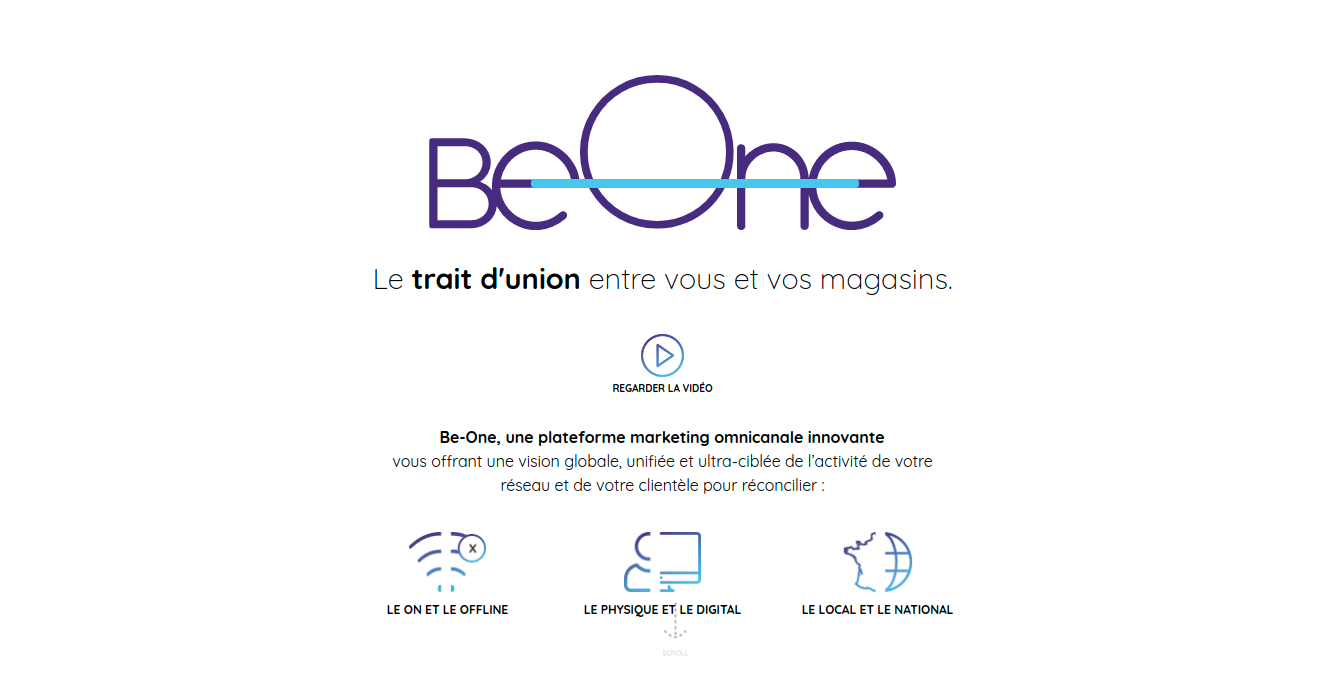 BeOne
Le trait d'union entre vous et vos magasins.
REGARDER LA VIDÉO
Be-One, une plateforme marketing omnicanale innovante
vous offrant une vision globale, unifiée et ultra-ciblée de l’activité de votre
réseau et de votre clientèle pour réconcilier :
X
LE ON ET LE OFFLINE
LE PHYSIQUE ET LE DIGITAL
LE LOCAL ET LE NATIONAL
SCROLL